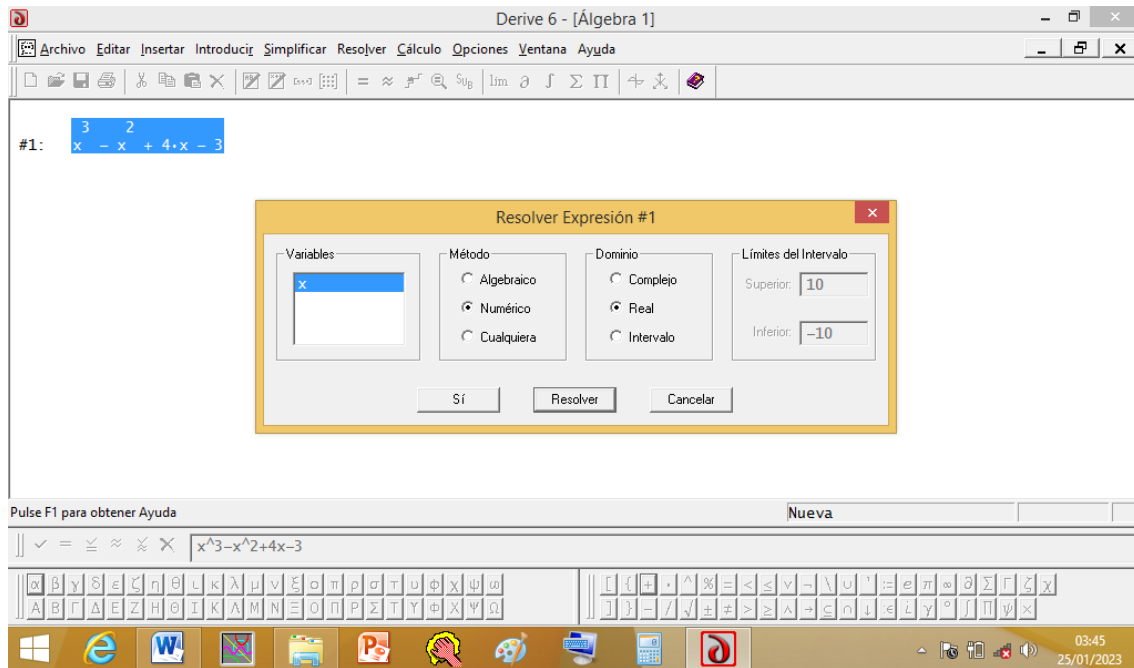 Derive 6 - [Álgebra 1]
Archivo Editar Insertar Introducir Simplificar Resolver Cálculo Opciones Ventana Ayuda
= ≈ Sub lim ∂ ∫ Σ Π
3 2
#1: x - x + 4·x - 3
Resolver Expresión #1
Variables
x
Método
Algebraico
Numérico
Cualquiera
Dominio
Complejo
Real
Intervalo
Límites del Intervalo
Superior: 10
Inferior: -10
Sí Resolver Cancelar
Pulse F1 para obtener Ayuda Nueva
x^3-x^2+4x-3
α β γ δ ε ζ η θ ι κ λ μ ν ξ ο π ρ σ τ υ φ χ ψ ω
[ { + · ^ % = < ≤ ∨ ¬ \ ∪ ' := e π ∞ ∂ Σ Γ ζ χ
Α Β Γ Δ Ε Ζ Η Θ Ι Κ Λ Μ Ν Ξ Ο Π Ρ Σ Τ Υ Φ Χ Ψ Ω
] } - / √ ± ≠ > ≥ ∧ → ⊂ ∩ ↓ :∈ î γ ° ∫ Π ψ ×
03:45
25/01/2023